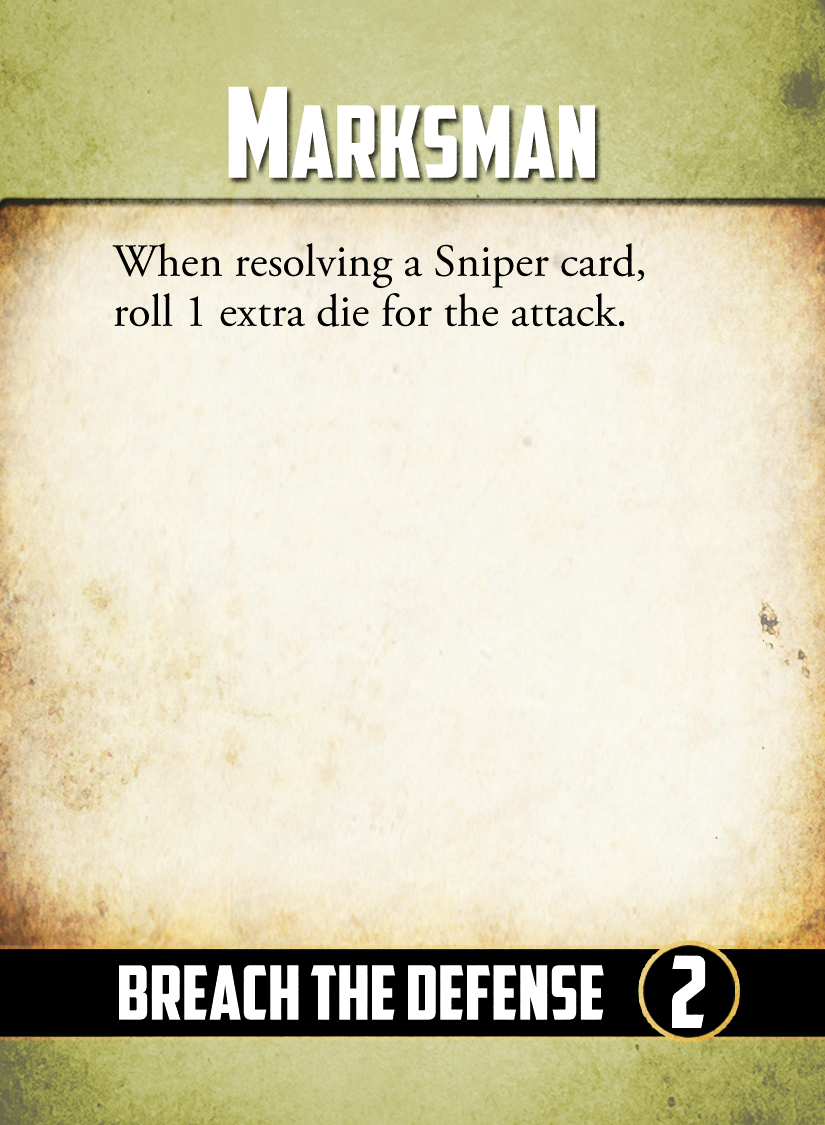 Marksman
When resolving a Sniper card,
roll 1 extra die for the attack.
BREACH THE DEFENSE 2